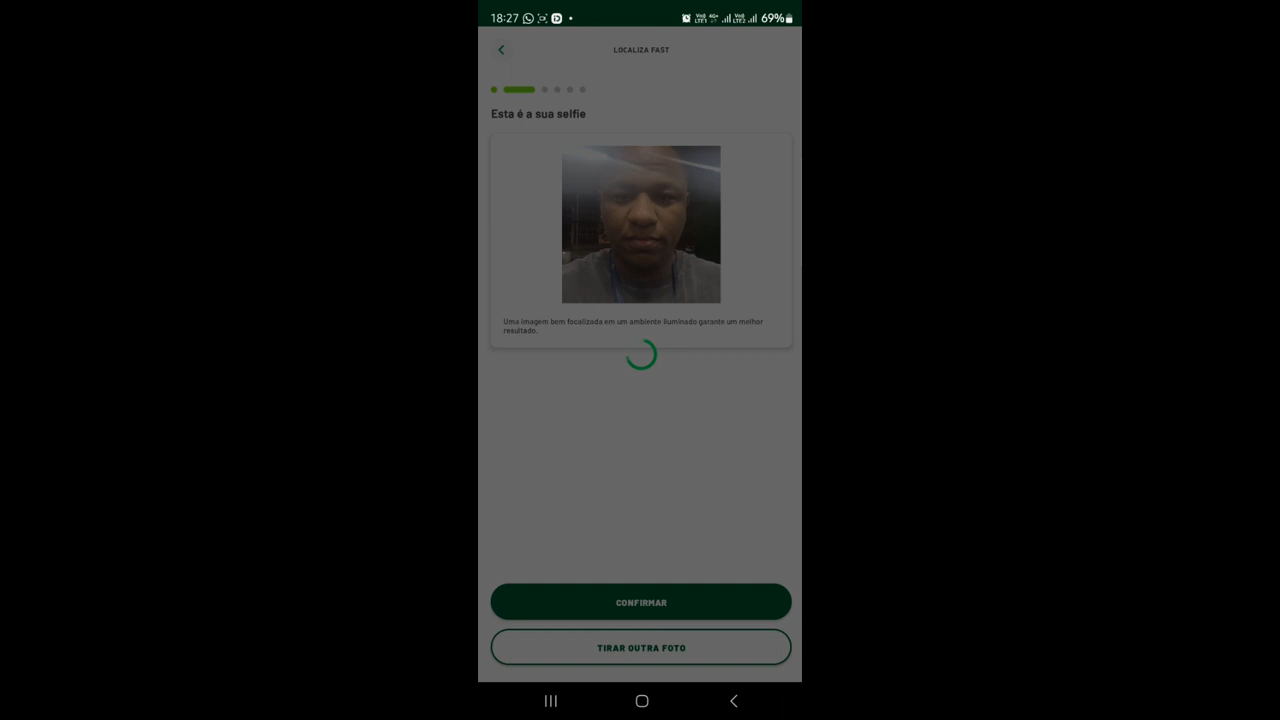 18:27
69%
LOCALIZA FAST
Esta é a sua selfie
Uma imagem bem focalizada em um ambiente iluminado garante um melhor
resultado.
CONFIRMAR
TIRAR OUTRA FOTO